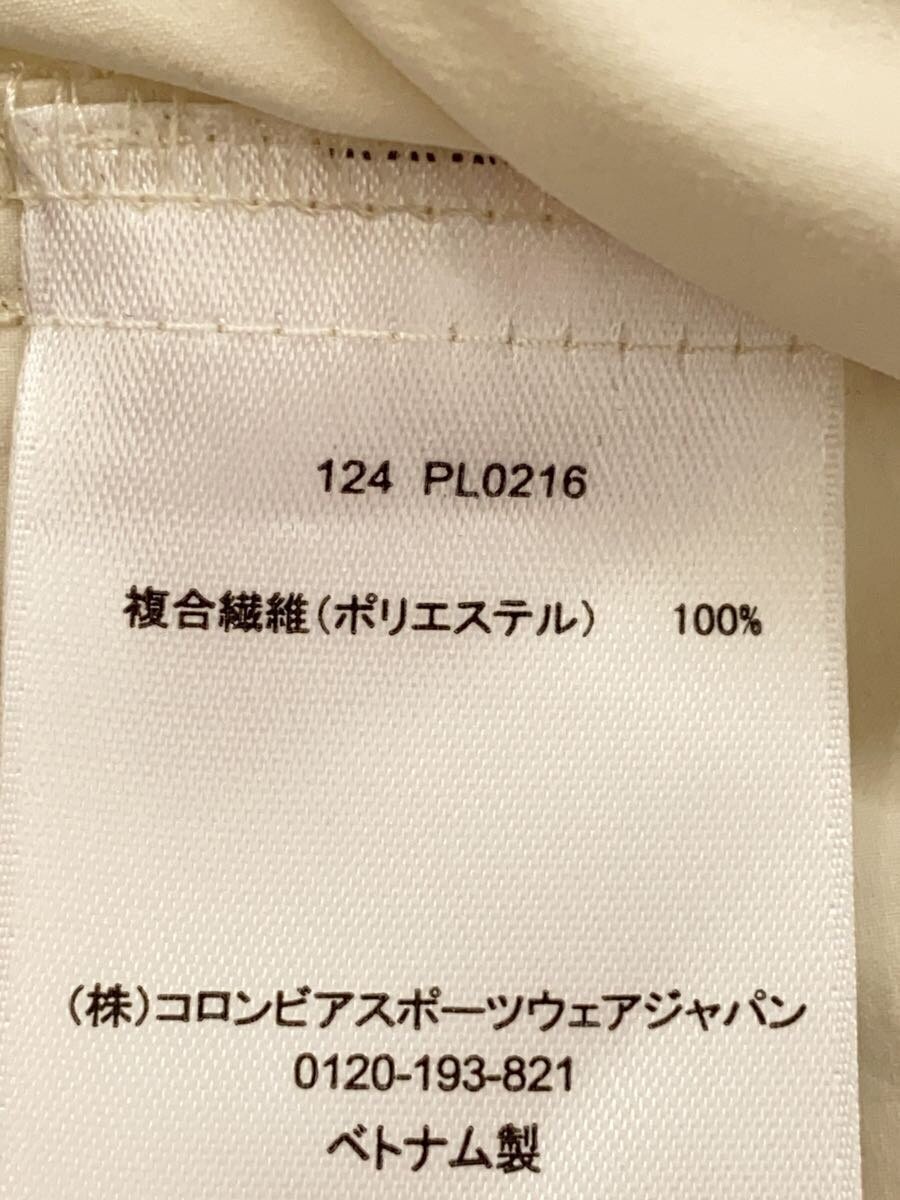 124 PL0216
複合繊維(ポリエステル) 100%
(株)コロンビアスポーツウェアジャパン
0120-193-821
ベトナム製